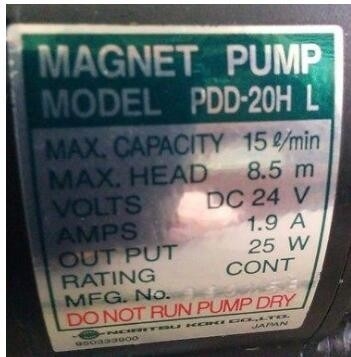 MAGNET PUMP
MODEL PDD-20H L
MAX. CAPACITY 15ℓ/min
MAX. HEAD 8.5 m
VOLTS DC 24 V
AMPS 1.9 A
OUT PUT 25 W
RATING CONT
MFG. No.
DO NOT RUN PUMP DRY
NORITSU KOKI CO., LTD.
950333900 JAPAN